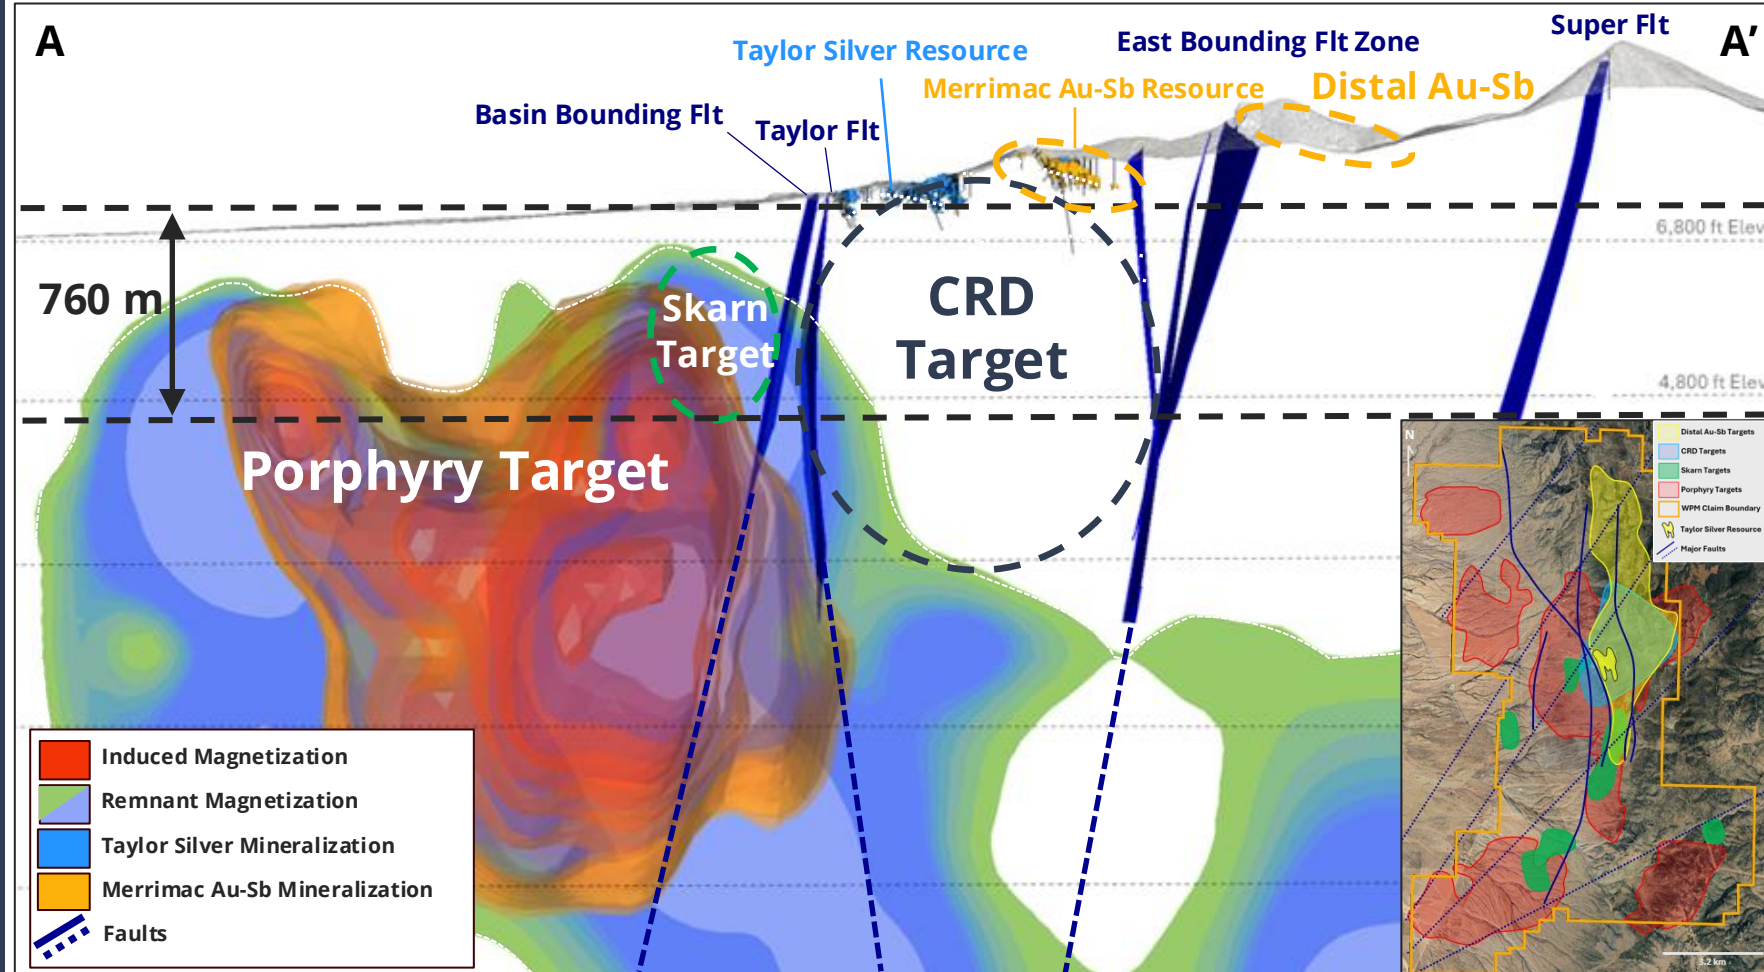 A
A'
Super Flt
East Bounding Flt Zone
Taylor Silver Resource
Merrimac Au-Sb Resource
Distal Au-Sb
Basin Bounding Flt
Taylor Flt
6,800 ft Elev
760 m
Skarn
Target
CRD
Target
4,800 ft Elev
Porphyry Target
Induced Magnetization
Remnant Magnetization
Taylor Silver Mineralization
Merrimac Au-Sb Mineralization
Faults
N
Distal Au-Sb Targets
CRD Targets
Skarn Targets
Porphyry Targets
WPM Claim Boundary
Taylor Silver Resource
Major Faults
3.2 km